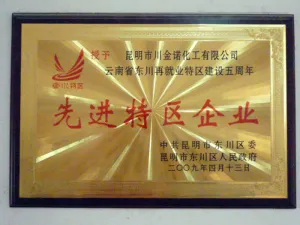 授予 昆明市川金诺化工有限公司
云南省东川再就业特区建设五周年
先进特区企业
中共昆明市东川区委
昆明市东川区人民政府
二〇〇九年四月十三日